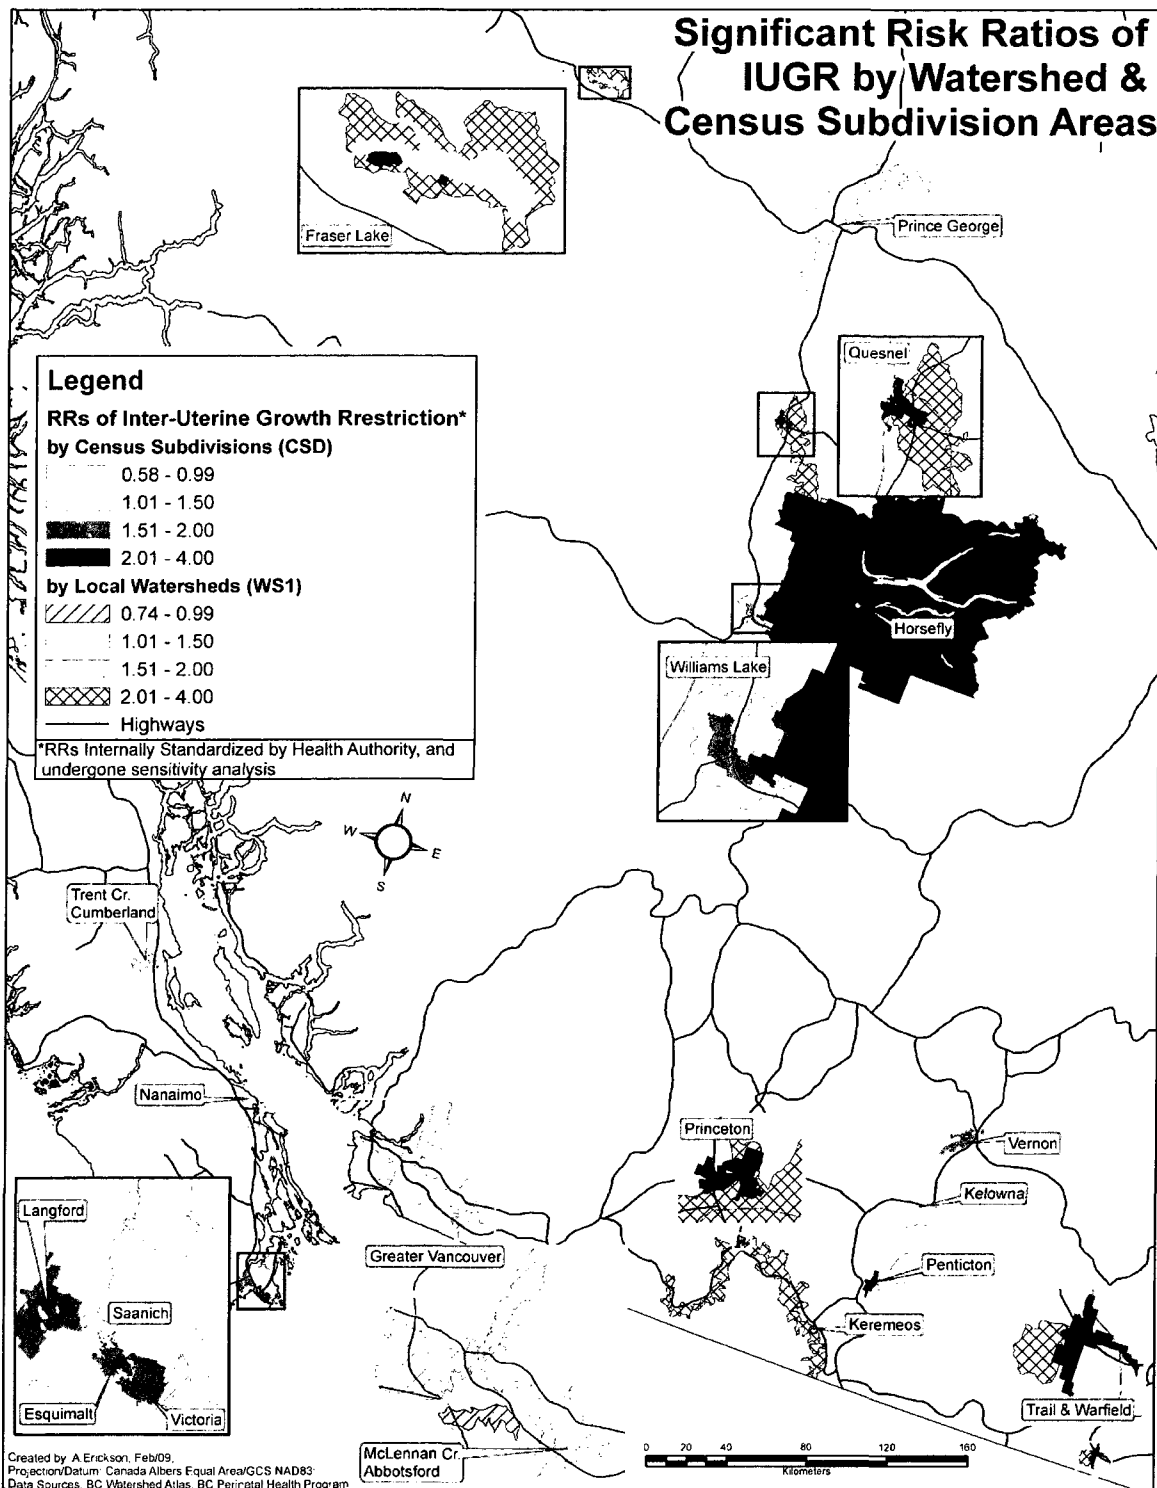 Significant Risk Ratios of
IUGR by Watershed &
Census Subdivision Areas
Fraser Lake
Prince George
Quesnel
Legend
RRs of Inter-Uterine Growth Rrestriction*
by Census Subdivisions (CSD)
0.58 - 0.99
1.01 - 1.50
1.51 - 2.00
2.01 - 4.00
by Local Watersheds (WS1)
0.74 - 0.99
1.01 - 1.50
1.51 - 2.00
2.01 - 4.00
Highways
*RRs Internally Standardized by Health Authority, and
undergone sensitivity analysis
Horsefly
Williams Lake
N
W
E
S
Trent Cr.
Cumberland
Nanaimo
Princeton
Vernon
Kelowna
Langford
Greater Vancouver
Penticton
Saanich
Keremeos
Esquimalt
Victoria
Trail & Warfield
McLennan Cr.
Abbotsford
0 20 40 80 120 160
Kilometers
Created by A.Erickson, Feb/09,
Projection/Datum: Canada Albers Equal Area/GCS NAD83
Data Sources, BC Watershed Atlas, BC Perinatal Health Program